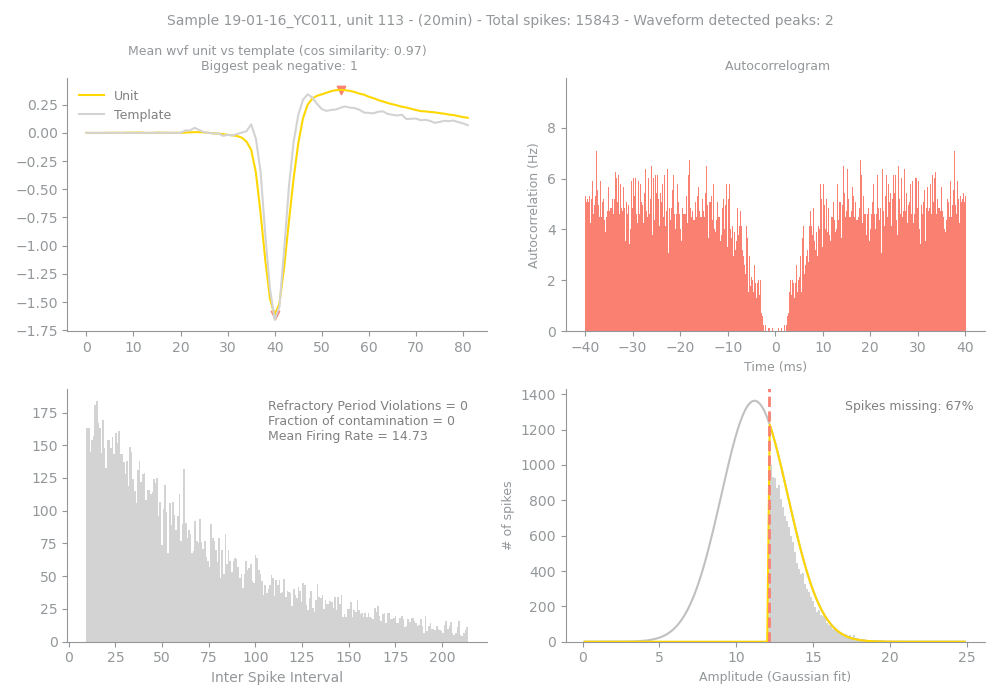 Sample 19-01-16_YC011, unit 113 - (20min) - Total spikes: 15843 - Waveform detected peaks: 2
Mean wvf unit vs template (cos similarity: 0.97)
Biggest peak negative: 1
Unit
Template
0.25
0.00
−0.25
−0.50
−0.75
−1.00
−1.25
−1.50
−1.75
0 10 20 30 40 50 60 70 80
Autocorrelogram
Autocorrelation (Hz)
8
6
4
2
0
−40 −30 −20 −10 0 10 20 30 40
Time (ms)
Refractory Period Violations = 0
Fraction of contamination = 0
Mean Firing Rate = 14.73
175
150
125
100
75
50
25
0
0 25 50 75 100 125 150 175 200
Inter Spike Interval
Spikes missing: 67%
# of spikes
1400
1200
1000
800
600
400
200
0
0 5 10 15 20 25
Amplitude (Gaussian fit)